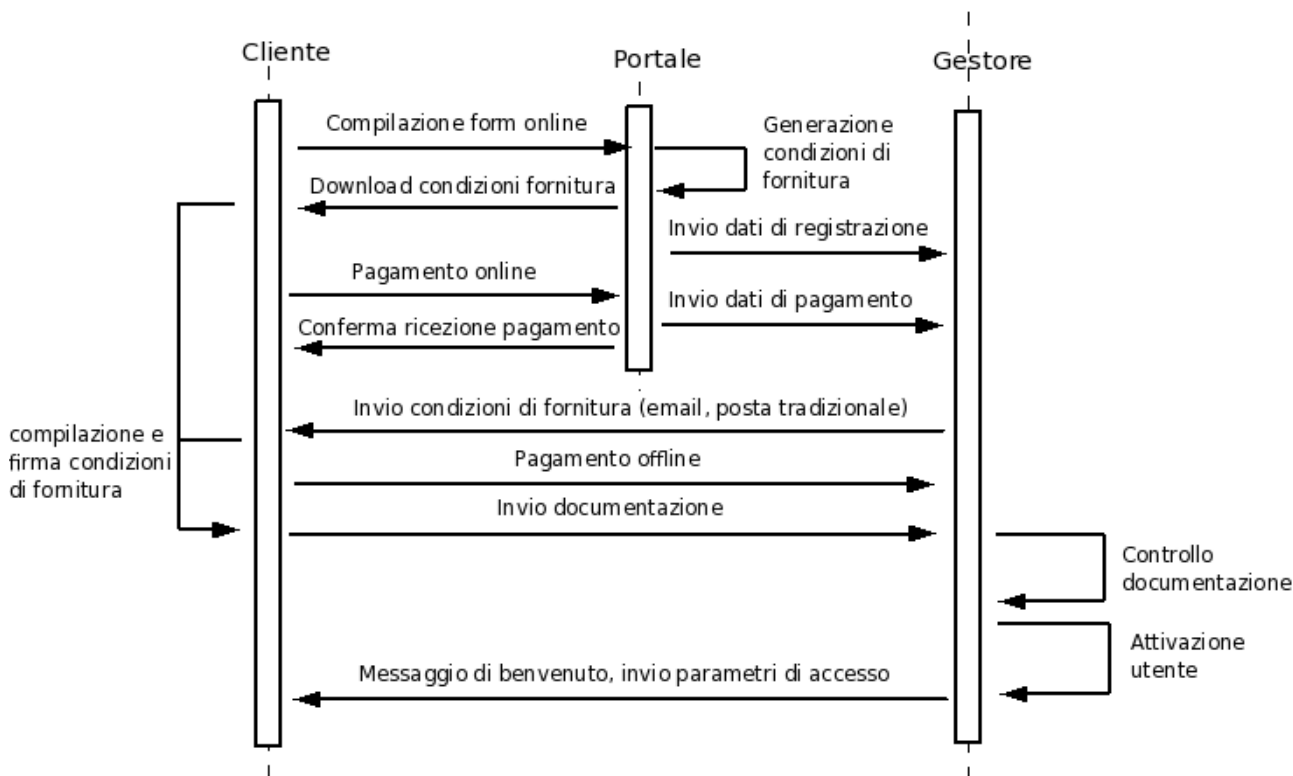 Cliente
Portale
Gestore
Compilazione form online
Generazione
condizioni di
fornitura
Download condizioni fornitura
Invio dati di registrazione
Pagamento online
Invio dati di pagamento
Conferma ricezione pagamento
Invio condizioni di fornitura (email, posta tradizionale)
compilazione e
firma condizioni
di fornitura
Pagamento offline
Invio documentazione
Controllo
documentazione
Attivazione
utente
Messaggio di benvenuto, invio parametri di accesso